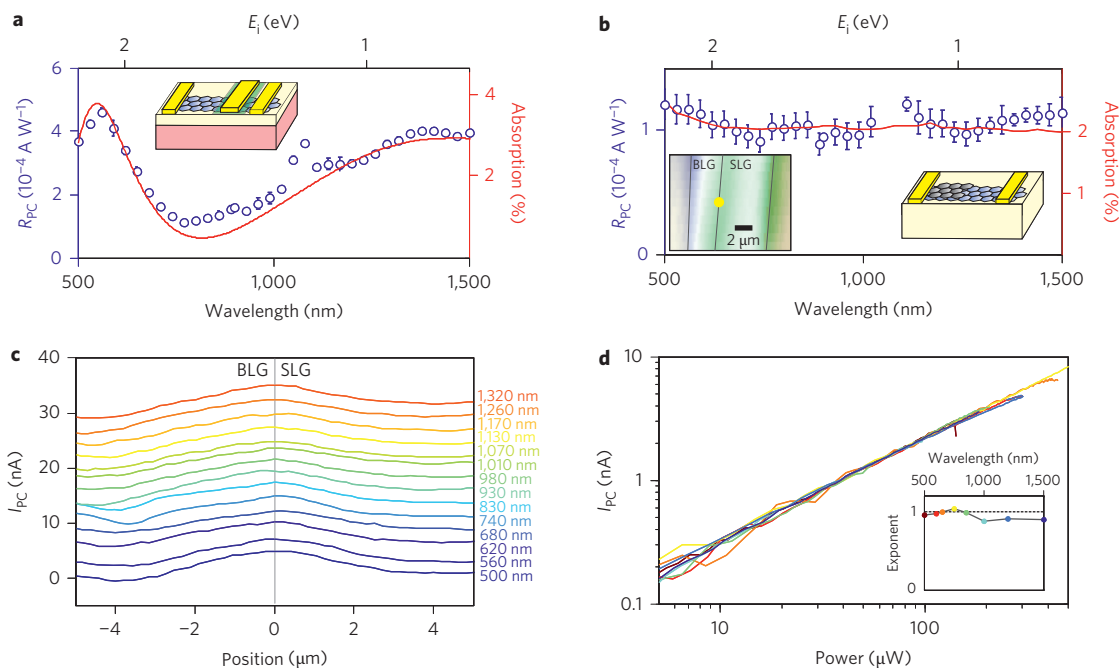 a
E_i (eV)
2 1
6
4
2
0
R_PC (10⁻⁴ A W⁻¹)
4
2
Absorption (%)
500 1,000 1,500
Wavelength (nm)
b
E_i (eV)
2 1
1
0
R_PC (10⁻⁴ A W⁻¹)
BLG SLG
2 μm
2
1
Absorption (%)
500 1,000 1,500
Wavelength (nm)
c
40
30
20
10
0
I_PC (nA)
BLG SLG
1,320 nm
1,260 nm
1,170 nm
1,130 nm
1,070 nm
1,010 nm
980 nm
930 nm
830 nm
740 nm
680 nm
620 nm
560 nm
500 nm
−4 −2 0 2 4
Position (μm)
d
10
1
0.1
I_PC (nA)
Wavelength (nm)
500 1,000 1,500
1
0
Exponent
10 100
Power (μW)